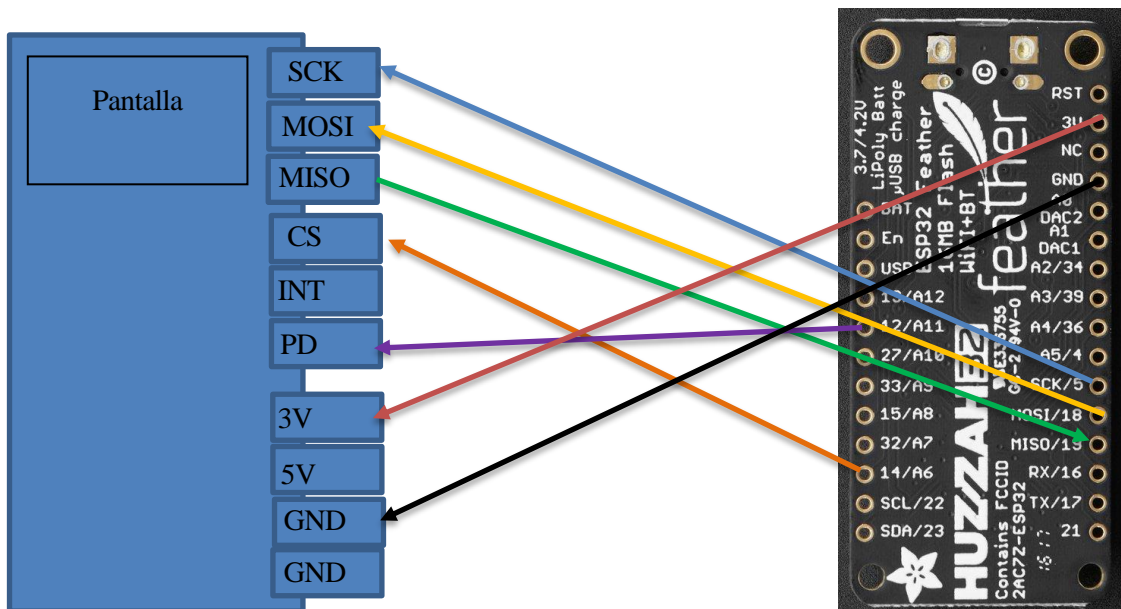 Pantalla
SCK
MOSI
MISO
CS
INT
PD
3V
5V
GND
GND
3.7/4.2V
LiPoly Batt
µUSB charge
ESP32 Feather
WiFi+BT
feather
©
RST
3V
NC
GND
A0
DAC2
A1
DAC1
A2/34
A3/39
A4/36
A5/4
SCK/5
MOSI/18
MISO/19
RX/16
TX/17
21
BAT
En
USB
13/A12
12/A11
27/A10
33/A9
15/A8
32/A7
14/A6
SCL/22
SDA/23
HUZZAH32
Contains FCCID
2AC7Z-ESP32